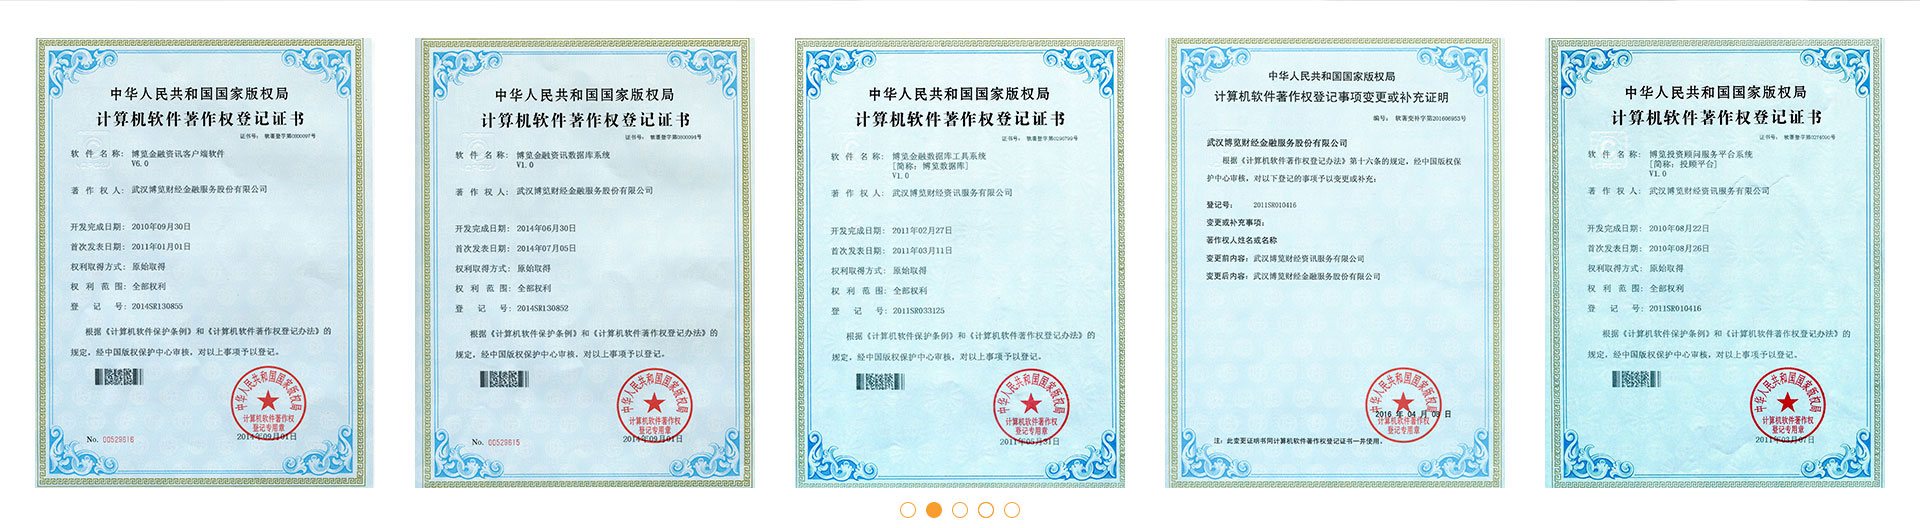 中华人民共和国国家版权局
计算机软件著作权登记证书
证书号： 软著登字第0800097号
软 件 名 称： 博览金融资讯客户端软件
V6.0
著 作 权 人： 武汉博览财经金融服务股份有限公司
开发完成日期： 2010年09月30日
首次发表日期： 2011年01月01日
权利取得方式： 原始取得
权 利 范 围： 全部权利
登 记 号： 2014SR130855
根据《计算机软件保护条例》和《计算机软件著作权登记办法》的
规定，经中国版权保护中心审核，对以上事项予以登记。
中华人民共和国国家版权局
计算机软件著作权
登记专用章
No. 00529616
2014年09月01日
中华人民共和国国家版权局
计算机软件著作权登记证书
证书号： 软著登字第0800094号
软 件 名 称： 博览金融资讯数据库系统
V1.0
著 作 权 人： 武汉博览财经金融服务股份有限公司
开发完成日期： 2014年06月30日
首次发表日期： 2014年07月05日
权利取得方式： 原始取得
权 利 范 围： 全部权利
登 记 号： 2014SR130852
根据《计算机软件保护条例》和《计算机软件著作权登记办法》的
规定，经中国版权保护中心审核，对以上事项予以登记。
中华人民共和国国家版权局
计算机软件著作权
登记专用章
No. 00529615
2014年09月01日
中华人民共和国国家版权局
计算机软件著作权登记证书
证书号： 软著登字第0296799号
软 件 名 称： 博览金融数据库工具系统
[简称：博览数据库]
V1.0
著 作 权 人： 武汉博览财经资讯服务有限公司
开发完成日期： 2011年02月27日
首次发表日期： 2011年03月11日
权利取得方式： 原始取得
权 利 范 围： 全部权利
登 记 号： 2011SR033125
根据《计算机软件保护条例》和《计算机软件著作权登记办法》的
规定，经中国版权保护中心审核，对以上事项予以登记。
中华人民共和国国家版权局
计算机软件著作权
登记专用章
2011年05月31日
中华人民共和国国家版权局
计算机软件著作权登记事项变更或补充证明
编号： 软著变补字第201606953号
武汉博览财经金融服务股份有限公司
根据《计算机软件著作权登记办法》第十六条的规定，经中国版权保
护中心审核，对以下登记的事项予以变更或补充：
登记号： 2011SR010416
变更或补充事项：
著作权人姓名或名称
变更前内容：武汉博览财经资讯服务有限公司
变更后内容：武汉博览财经金融服务股份有限公司
中华人民共和国国家版权局
计算机软件著作权
登记专用章
2016 年 04 月 08 日
注：此变更证明书同计算机软件著作权登记证书一并使用。
中华人民共和国国家版权局
计算机软件著作权登记证书
证书号： 软著登字第0274090号
软 件 名 称： 博览投资顾问服务平台系统
[简称：投顾平台]
V1.0
著 作 权 人： 武汉博览财经资讯服务有限公司
开发完成日期： 2010年08月22日
首次发表日期： 2010年08月26日
权利取得方式： 原始取得
权 利 范 围： 全部权利
登 记 号： 2011SR010416
根据《计算机软件保护条例》和《计算机软件著作权登记办法》的
规定，经中国版权保护中心审核，对以上事项予以登记。
中华人民共和国国家版权局
计算机软件著作权
登记专用章
2011年03月07日